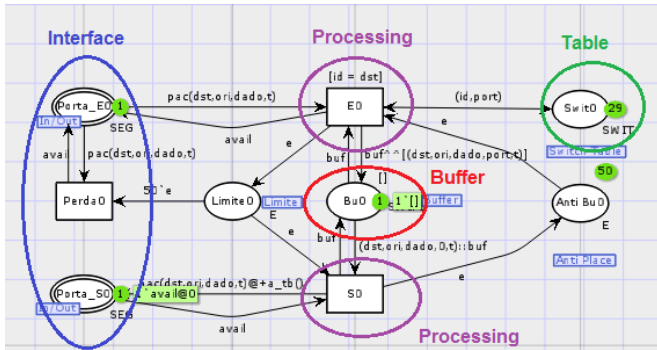 Interface
Processing
Table
[id = dst]
Porta_E0
1
In/Out
SEG
pac(dst,ori,dado,t)
E0
(id,port)
Swit0
29
SWIT
Switch Table
avail
e
e
avail
pac(dst,ori,dado,t)
buf
buf^^[(dst,ori,dado,port,t)]
50
[]
Buffer
Perda0
50`e
Limite0
Limite
E
Bu0
1
1`[]
Buffer
Anti Bu0
E
e
buf
(dst,ori,dado,0,t)::buf
Anti Place
pac(dst,ori,dado,t)@+a_tb()
e
Porta_S0
1
1`avail@0
In/Out
SEG
S0
avail
Processing